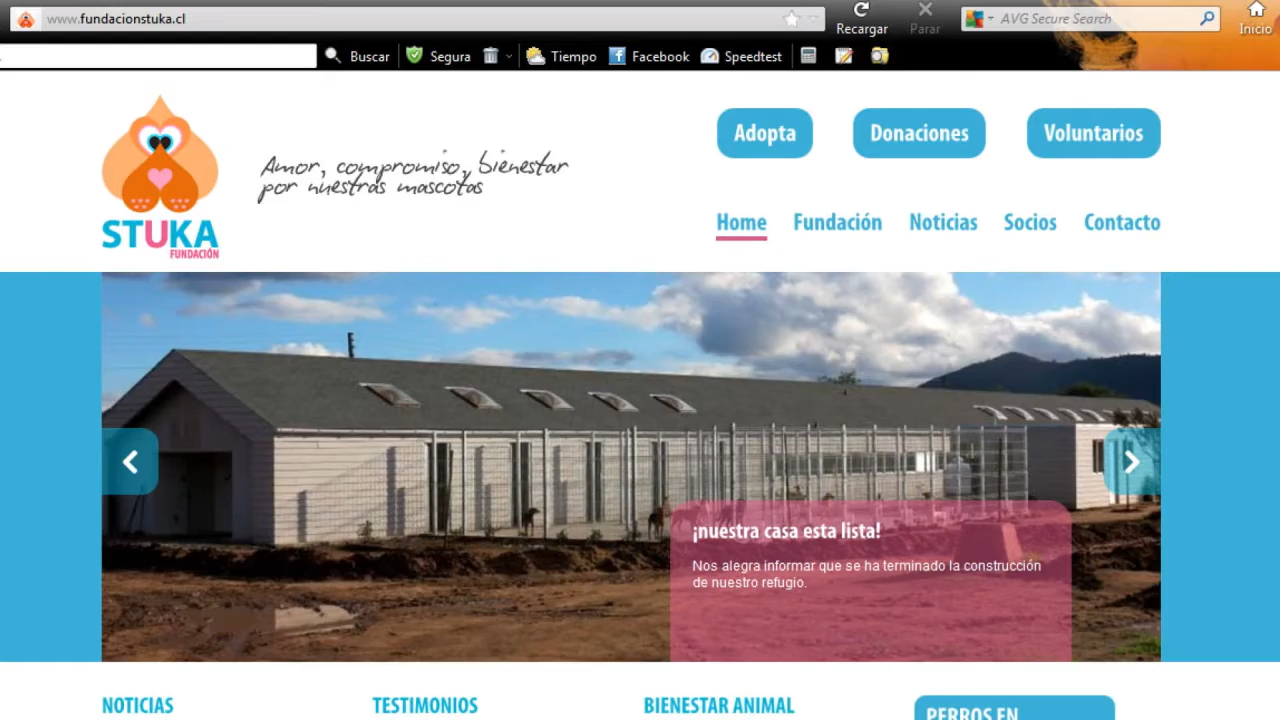 www.fundacionstuka.cl
Recargar
Parar
AVG Secure Search
Inicio
Buscar
Segura
Tiempo
Facebook
Speedtest
STUKA
FUNDACIÓN
Amor, compromiso, bienestar
por nuestras mascotas
Adopta
Donaciones
Voluntarios
Home
Fundación
Noticias
Socios
Contacto
¡nuestra casa esta lista!
Nos alegra informar que se ha terminado la construcción
de nuestro refugio.
NOTICIAS
TESTIMONIOS
BIENESTAR ANIMAL
PERROS EN